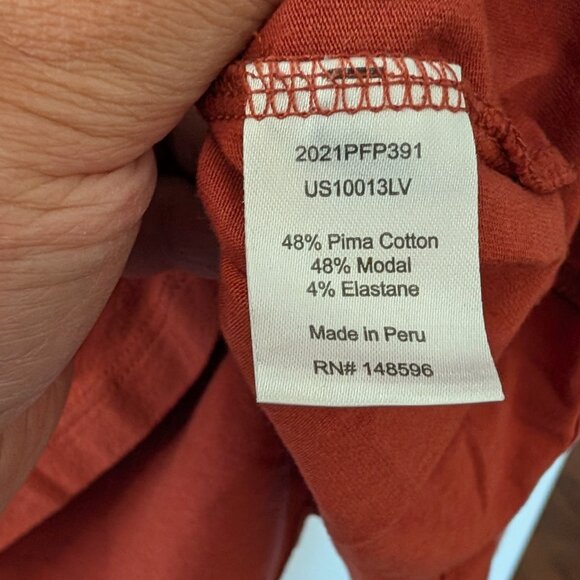 2021PFP391
US10013LV
48% Pima Cotton
48% Modal
4% Elastane
Made in Peru
RN# 148596